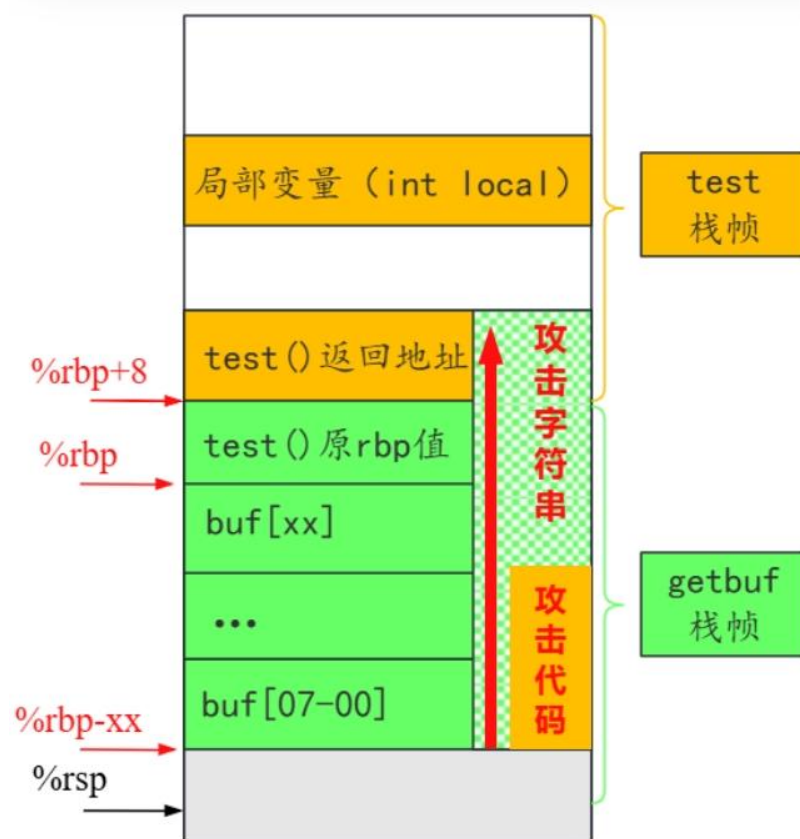 局部变量（int local）
test
栈帧
test()返回地址
%rbp+8
test()原rbp值
%rbp
buf[xx]
...
buf[07-00]
%rbp-xx
%rsp
攻击字符串
攻击代码
getbuf
栈帧